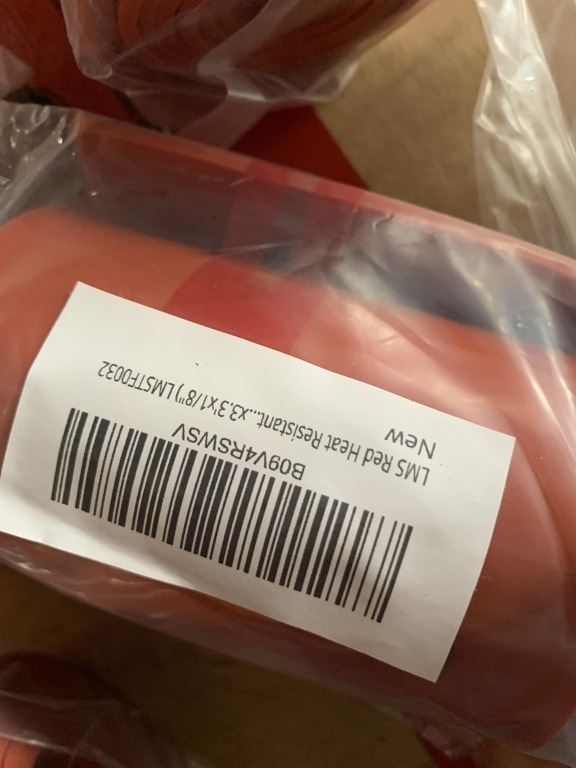 B09V4RSWSV
LMS Red Heat Resistant...x3.3'x1/8") LMSTF0032
New